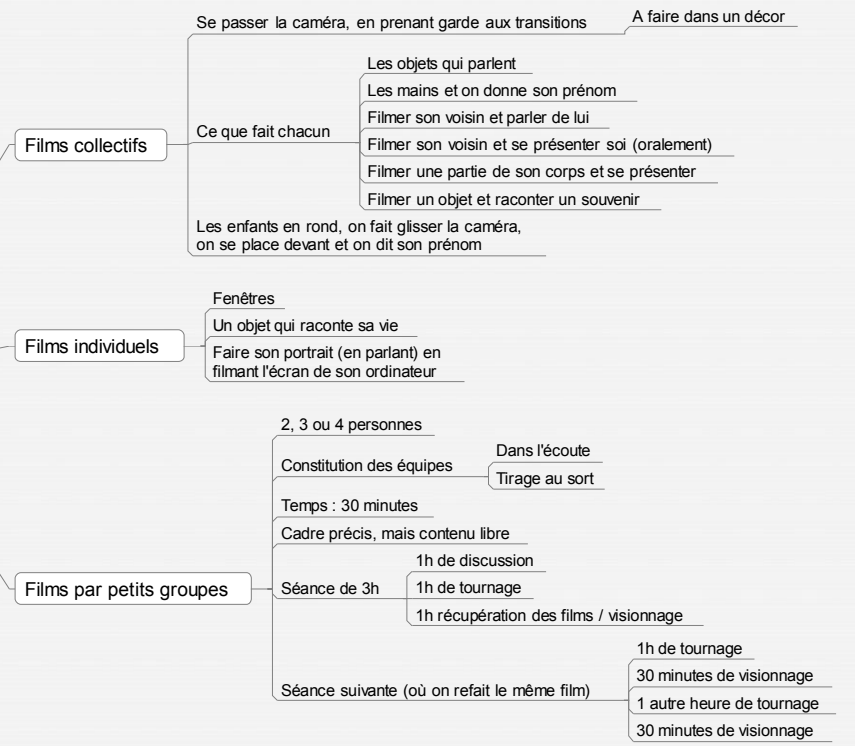 Films collectifs
Se passer la caméra, en prenant garde aux transitions
A faire dans un décor
Ce que fait chacun
Les objets qui parlent
Les mains et on donne son prénom
Filmer son voisin et parler de lui
Filmer son voisin et se présenter soi (oralement)
Filmer une partie de son corps et se présenter
Filmer un objet et raconter un souvenir
Les enfants en rond, on fait glisser la caméra,
on se place devant et on dit son prénom
Films individuels
Fenêtres
Un objet qui raconte sa vie
Faire son portrait (en parlant) en
filmant l'écran de son ordinateur
Films par petits groupes
2, 3 ou 4 personnes
Constitution des équipes
Dans l'écoute
Tirage au sort
Temps : 30 minutes
Cadre précis, mais contenu libre
Séance de 3h
1h de discussion
1h de tournage
1h récupération des films / visionnage
Séance suivante (où on refait le même film)
1h de tournage
30 minutes de visionnage
1 autre heure de tournage
30 minutes de visionnage